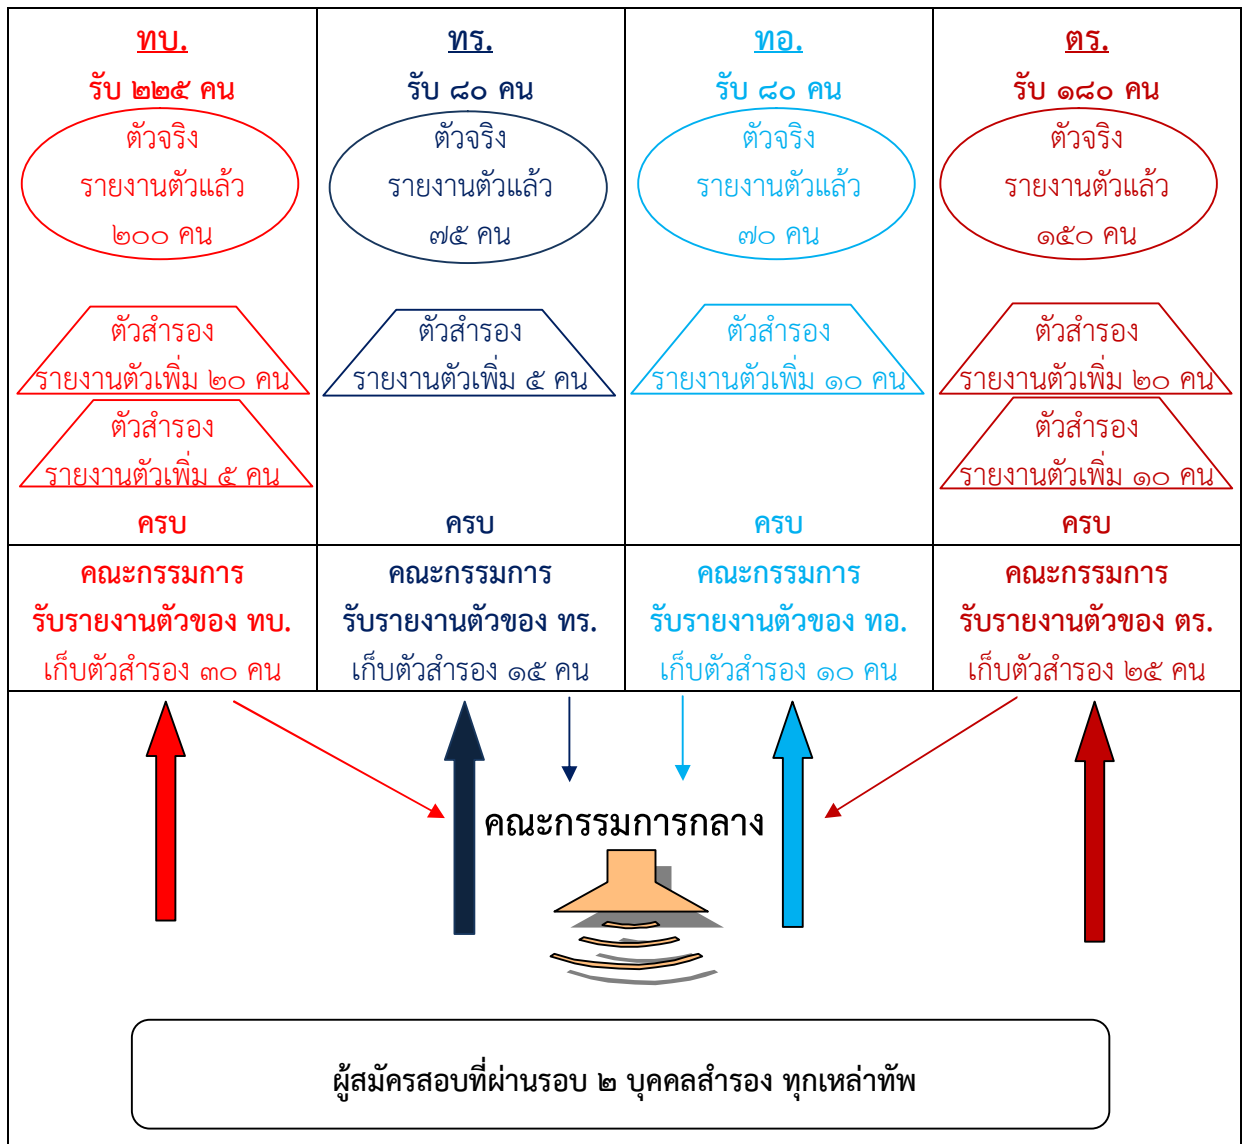 ทบ.
รับ ๒๒๕ คน
ตัวจริง
รายงานตัวแล้ว
๒๐๐ คน
ตัวสำรอง
รายงานตัวเพิ่ม ๒๐ คน
ตัวสำรอง
รายงานตัวเพิ่ม ๕ คน
ครบ
ทร.
รับ ๘๐ คน
ตัวจริง
รายงานตัวแล้ว
๗๕ คน
ตัวสำรอง
รายงานตัวเพิ่ม ๕ คน
ครบ
ทอ.
รับ ๘๐ คน
ตัวจริง
รายงานตัวแล้ว
๗๐ คน
ตัวสำรอง
รายงานตัวเพิ่ม ๑๐ คน
ครบ
ตร.
รับ ๑๘๐ คน
ตัวจริง
รายงานตัวแล้ว
๑๕๐ คน
ตัวสำรอง
รายงานตัวเพิ่ม ๒๐ คน
ตัวสำรอง
รายงานตัวเพิ่ม ๑๐ คน
ครบ
คณะกรรมการ
รับรายงานตัวของ ทบ.
เก็บตัวสำรอง ๓๐ คน
คณะกรรมการ
รับรายงานตัวของ ทร.
เก็บตัวสำรอง ๑๕ คน
คณะกรรมการ
รับรายงานตัวของ ทอ.
เก็บตัวสำรอง ๑๐ คน
คณะกรรมการ
รับรายงานตัวของ ตร.
เก็บตัวสำรอง ๒๕ คน
คณะกรรมการกลาง
ผู้สมัครสอบที่ผ่านรอบ ๒ บุคคลสำรอง ทุกเหล่าทัพ